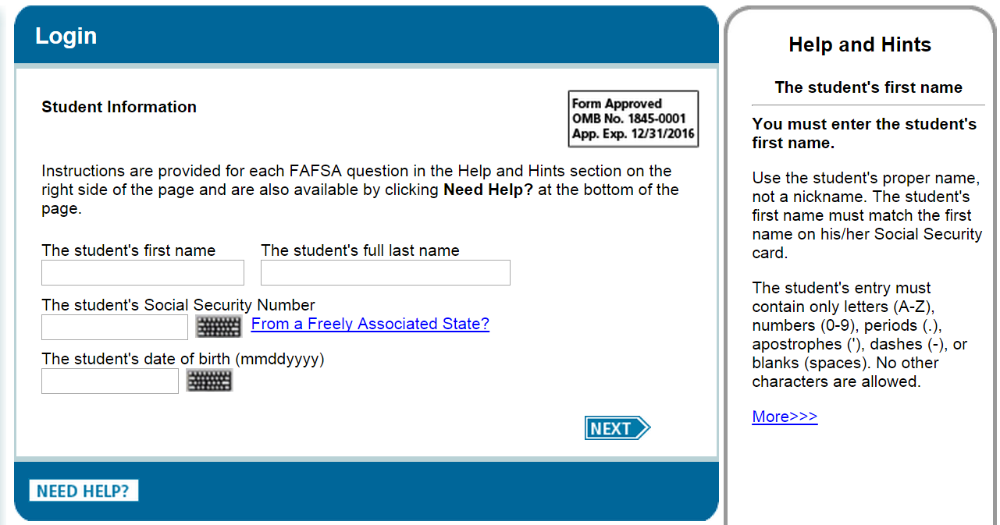 Login
Student Information
Form Approved
OMB No. 1845-0001
App. Exp. 12/31/2016
Instructions are provided for each FAFSA question in the Help and Hints section on the
right side of the page and are also available by clicking Need Help? at the bottom of the
page.
The student's first name
The student's full last name
The student's Social Security Number
From a Freely Associated State?
The student's date of birth (mmddyyyy)
NEXT
NEED HELP?
Help and Hints
The student's first name
You must enter the student's
first name.
Use the student's proper name,
not a nickname. The student's
first name must match the first
name on his/her Social Security
card.
The student's entry must
contain only letters (A-Z),
numbers (0-9), periods (.),
apostrophes ('), dashes (-), or
blanks (spaces). No other
characters are allowed.
More>>>